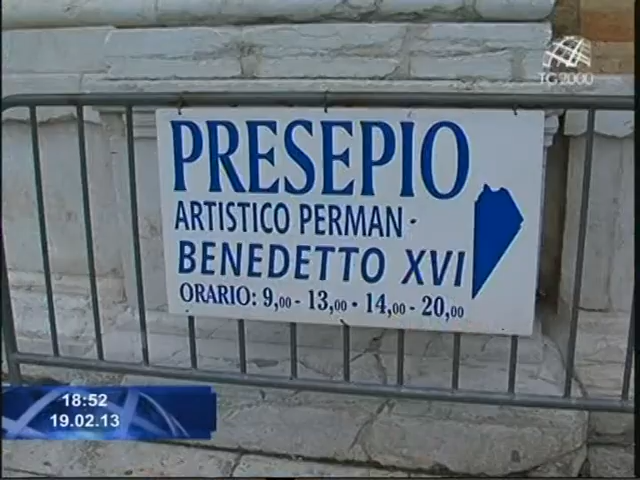 TG2000
PRESEPIO
ARTISTICO PERMAN·
BENEDETTO XVI
ORARIO: 9,00 - 13,00 · 14,00 - 20,00
18:52
19.02.13